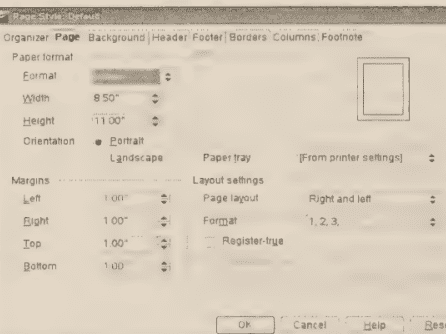 Page Style: Default
Organizer Page Background Header Footer Borders Columns Footnote
Paper format
Format
Width 8.50"
Height 11.00"
Orientation Portrait
Landscape Paper tray [From printer settings]
Margins Layout settings
Left 1.00" Page layout Right and left
Right 1.00" Format 1, 2, 3,
Top 1.00" Register-true
Bottom 1.00
OK Cancel Help